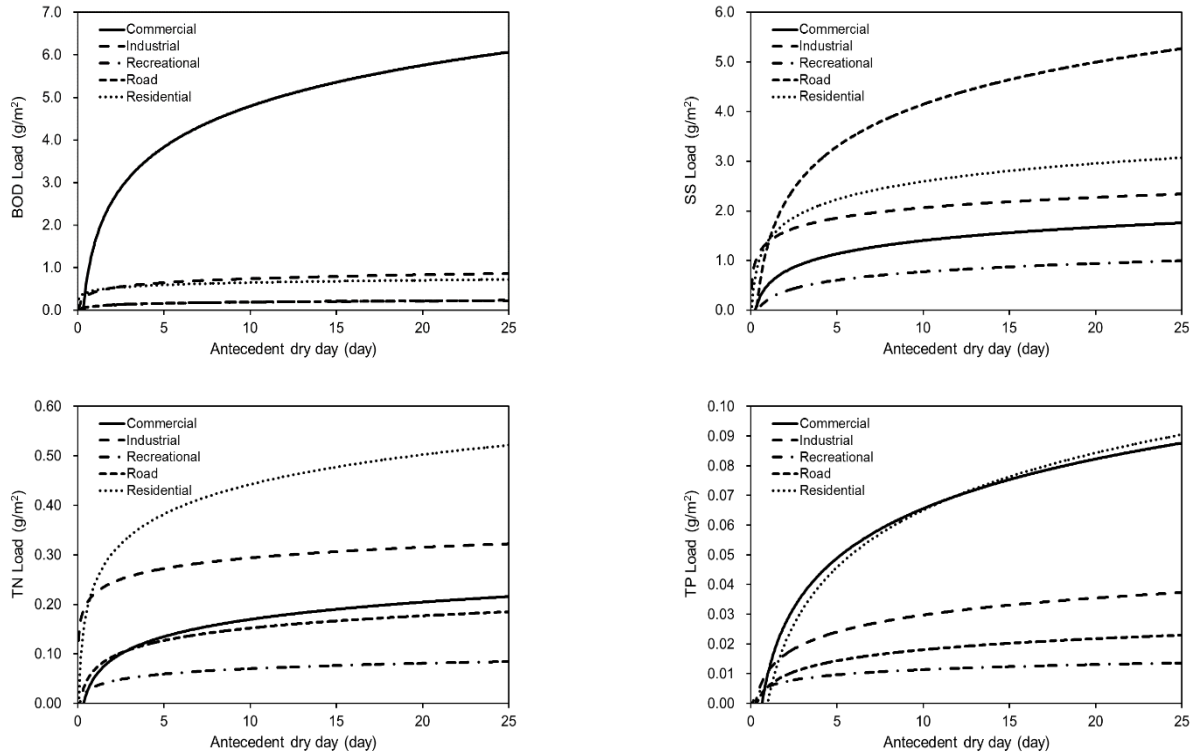 7.0
6.0
5.0
4.0
3.0
2.0
1.0
0.0
BOD Load (g/m²)
Commercial
Industrial
Recreational
Road
Residential
0 5 10 15 20 25
Antecedent dry day (day)
6.0
5.0
4.0
3.0
2.0
1.0
0.0
SS Load (g/m²)
Commercial
Industrial
Recreational
Road
Residential
0 5 10 15 20 25
Antecedent dry day (day)
0.60
0.50
0.40
0.30
0.20
0.10
0.00
TN Load (g/m²)
Commercial
Industrial
Recreational
Road
Residential
0 5 10 15 20 25
Antecedent dry day (day)
0.10
0.09
0.08
0.07
0.06
0.05
0.04
0.03
0.02
0.01
0.00
TP Load (g/m²)
Commercial
Industrial
Recreational
Road
Residential
0 5 10 15 20 25
Antecedent dry day (day)